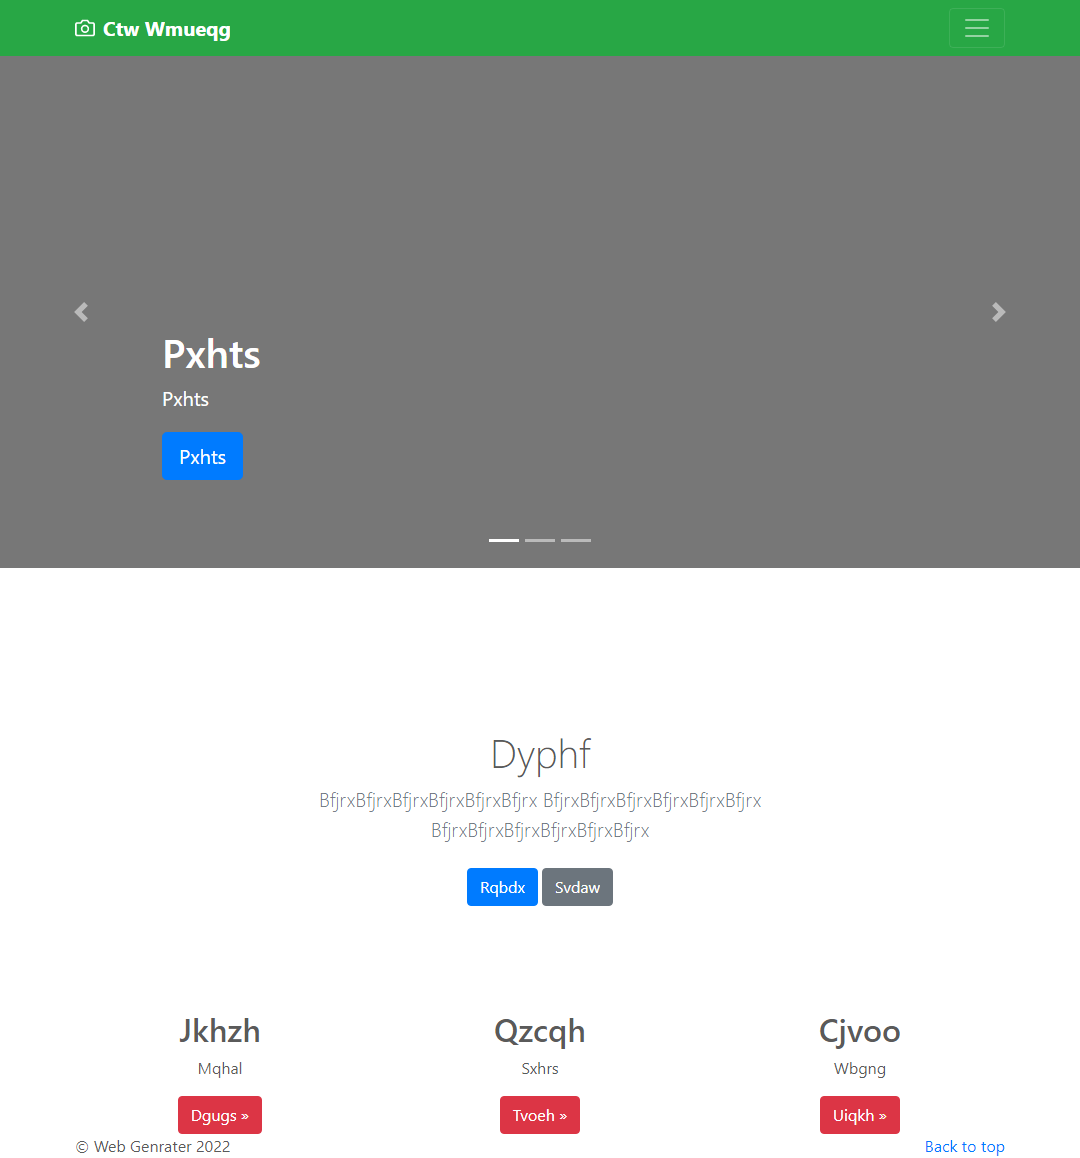 Ctw Wmueqg
Pxhts
Pxhts
Pxhts
Dyphf
BfjrxBfjrxBfjrxBfjrxBfjrxBfjrx BfjrxBfjrxBfjrxBfjrxBfjrxBfjrx
BfjrxBfjrxBfjrxBfjrxBfjrxBfjrx
Rqbdx Svdaw
Jkhzh Qzcqh Cjvoo
Mqhal Sxhrs Wbgng
Dgugs » Tvoeh » Uiqkh »
© Web Genrater 2022 Back to top